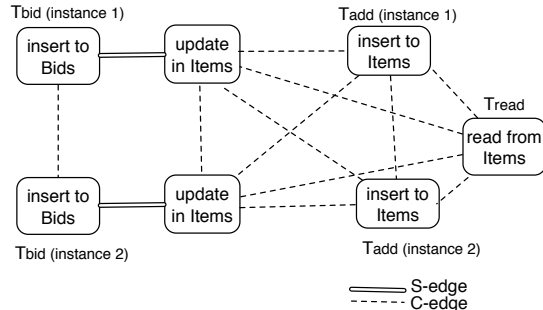 Tbid (instance 1)
Tadd (instance 1)
insert to
Bids
update
in Items
insert to
Items
Tread
read from
Items
insert to
Bids
update
in Items
insert to
Items
Tbid (instance 2)
Tadd (instance 2)
S-edge
C-edge